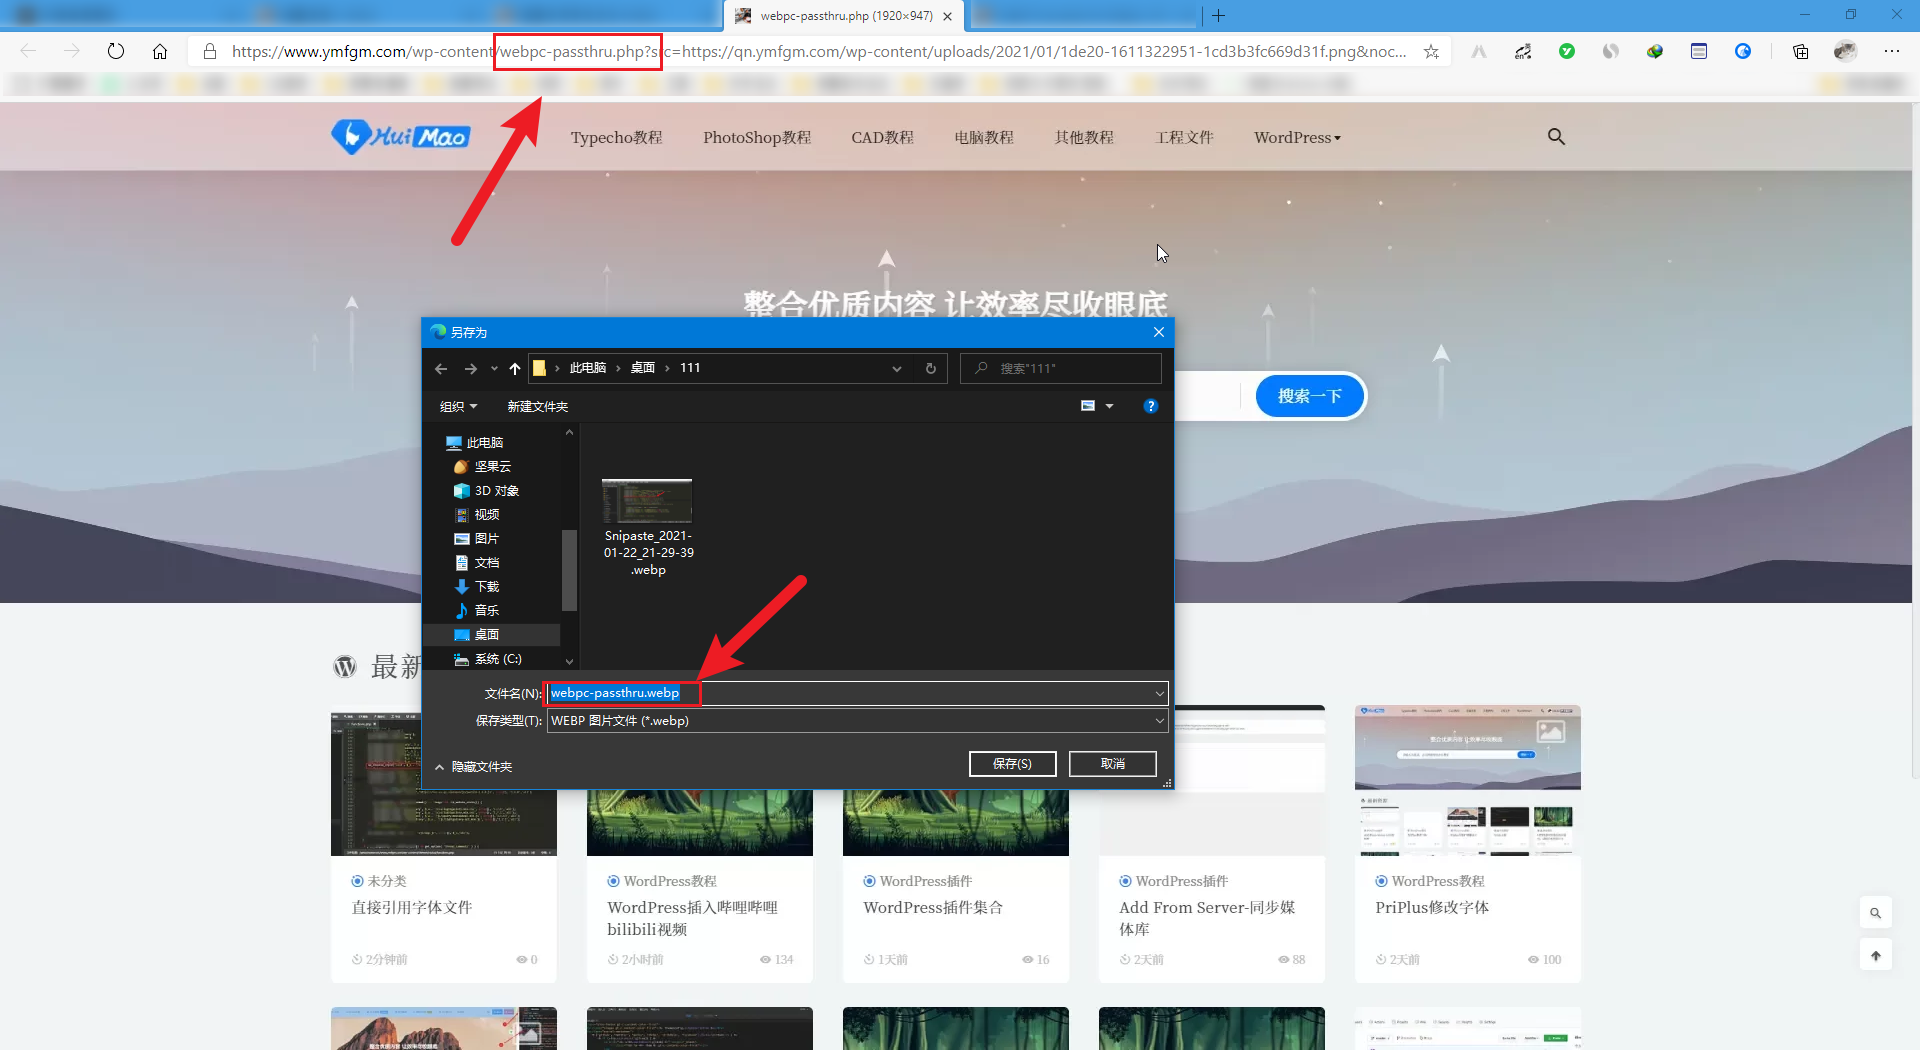 webpc-passthru.php (1920×947)
https://www.ymfgm.com/wp-content/webpc-passthru.php?src=https://qn.ymfgm.com/wp-content/uploads/2021/01/1de20-1611322951-1cd3b3fc669d31f.png&noc...
HuiMao
Typecho教程
PhotoShop教程
CAD教程
电脑教程
其他教程
工程文件
WordPress
整合优质内容 让效率尽收眼底
搜索一下
另存为
此电脑
桌面
111
搜索"111"
组织
新建文件夹
此电脑
坚果云
3D 对象
视频
图片
文档
下载
音乐
桌面
系统 (C:)
Snipaste_2021-
01-22_21-29-39
.webp
文件名(N):
webpc-passthru.webp
保存类型(T):
WEBP 图片文件 (*.webp)
隐藏文件夹
保存(S)
取消
最新
未分类
直接引用字体文件
2分钟前
0
WordPress教程
WordPress插入哔哩哔哩
bilibili视频
2小时前
134
WordPress插件
WordPress插件集合
1天前
16
WordPress插件
Add From Server-同步媒
体库
2天前
88
WordPress教程
PriPlus修改字体
2天前
100
整合优质内容 让效率尽收眼底